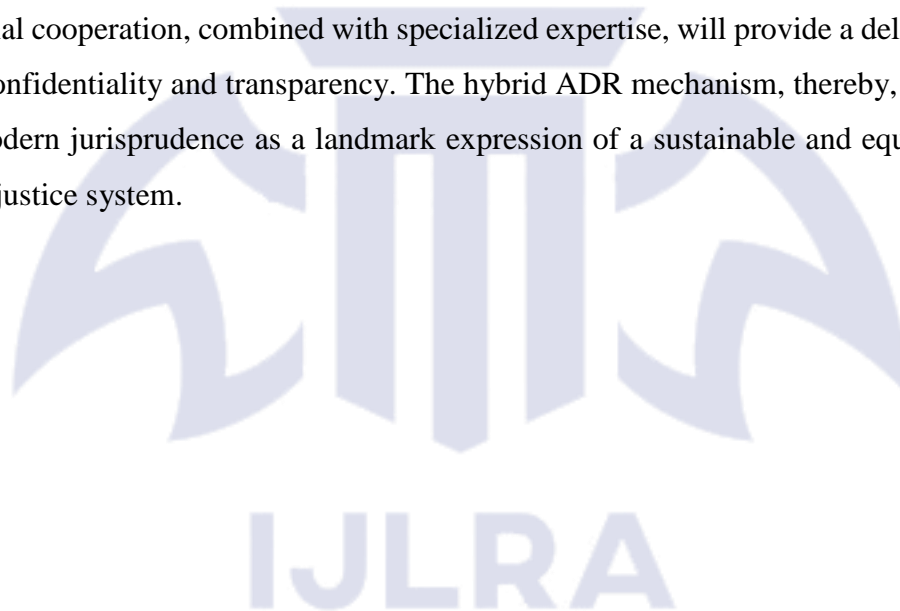 al cooperation, combined with specialized expertise, will provide a del
onfidentiality and transparency. The hybrid ADR mechanism, thereby,
odern jurisprudence as a landmark expression of a sustainable and equ
justice system.
IJLRA